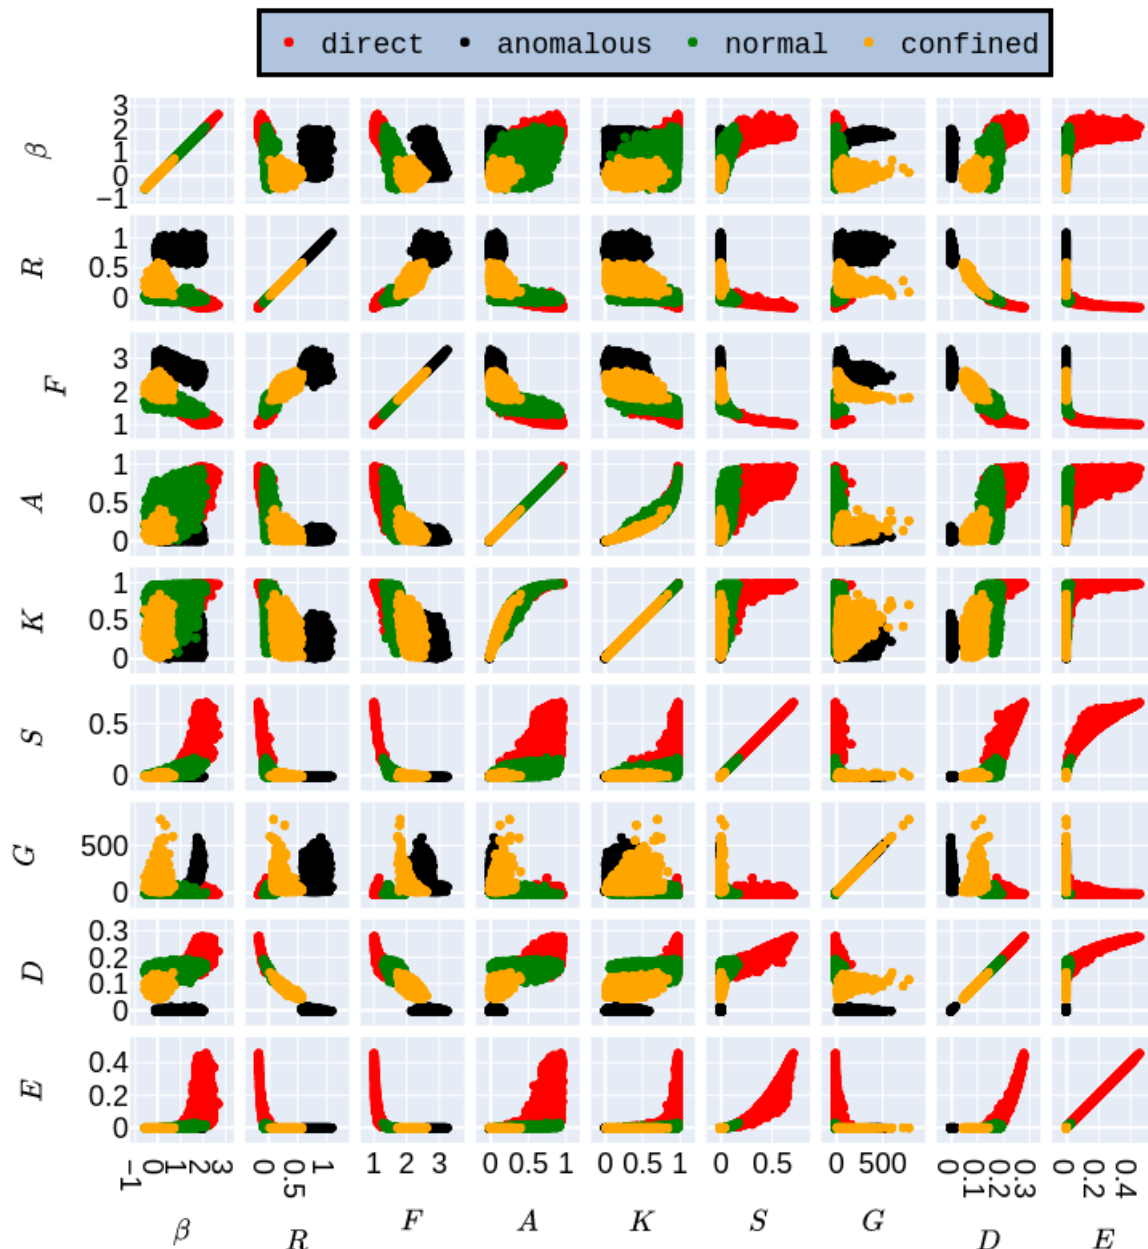 direct anomalous normal confined
β 3 2 1 0 −1
R 1 0.5 0
F 3 2 1
A 1 0.5 0
K 1 0.5 0
S 0.5 0
G 500 0
D 0.3 0.2 0.1 0
E 0.4 0.2 0
−1 0 1 2 3 0 0.5 1 1 2 3 0 0.5 1 0 0.5 1 0 0.5 0 500 0 0.1 0.2 0.3 0 0.2 0.4
β R F A K S G D E